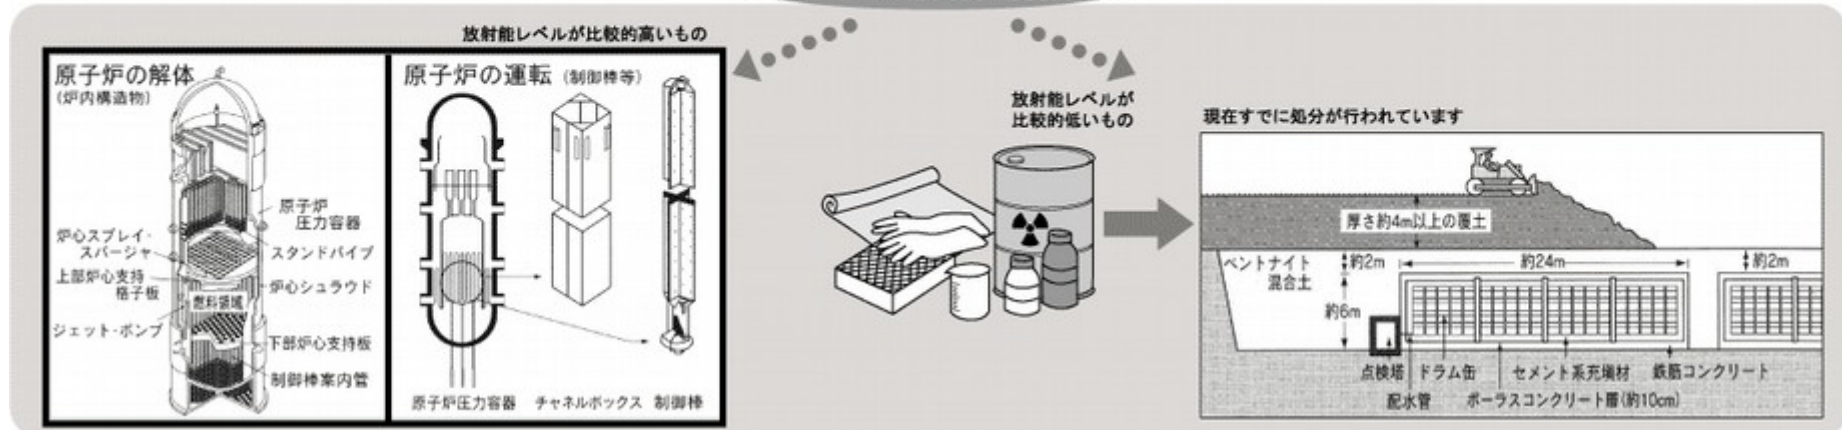 放射能レベルが比較的高いもの
原子炉の解体
(炉内構造物)
原子炉
圧力容器
炉心スプレイ・
スパージャ
スタンドパイプ
上部炉心支持
格子板
炉心シュラウド
燃料領域
ジェット・ポンプ
下部炉心支持板
制御棒案内管
原子炉の運転 (制御棒等)
原子炉圧力容器 チャネルボックス 制御棒
放射能レベルが
比較的低いもの
現在すでに処分が行われています
厚さ約4m以上の覆土
ベントナイト
混合土
約2m
約24m
約2m
約6m
点検塔 ドラム缶 セメント系充塡材 鉄筋コンクリート
配水管 ポーラスコンクリート層(約10cm)